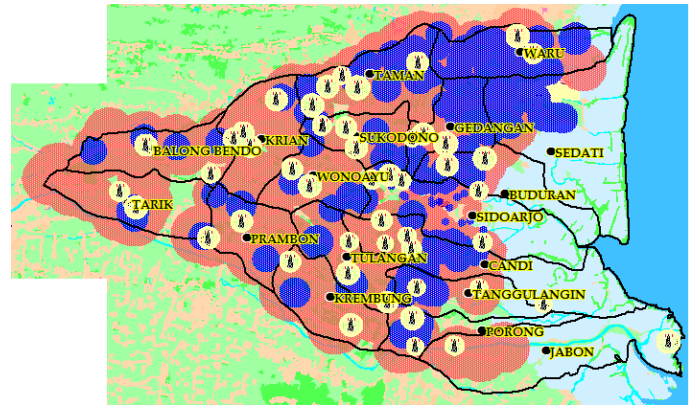 WARU
TAMAN
GEDANGAN
SUKODONO
KRIAN
BALONG BENDO
SEDATI
WONOAYU
BUDURAN
TARIK
SIDOARJO
PRAMBON
TULANGAN
CANDI
TANGGULANGIN
KREMBUNG
PORONG
JABON